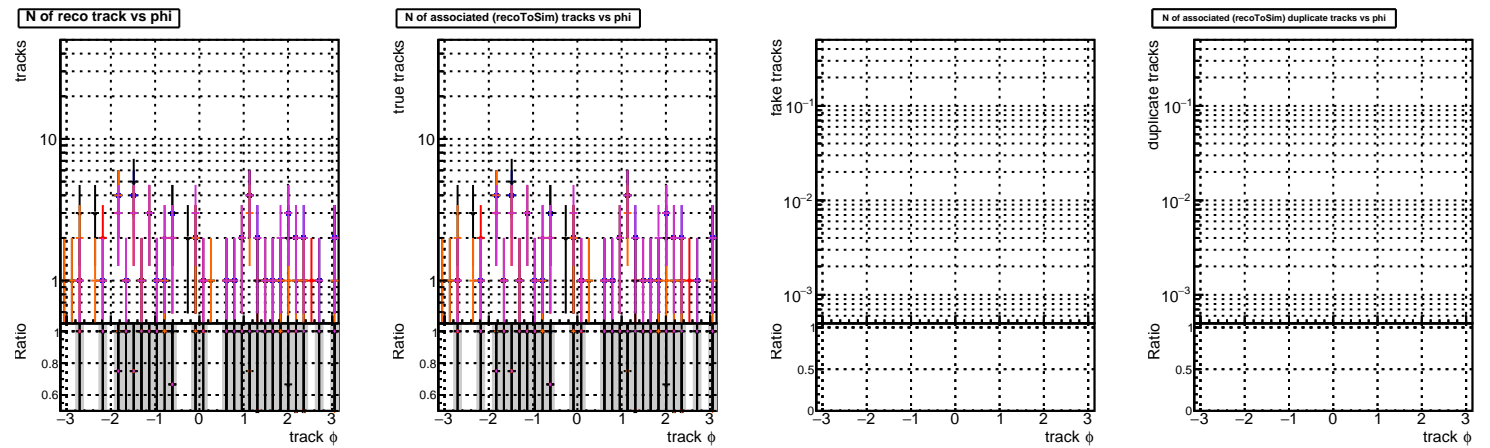 N of reco track vs phi
tracks
10
1
Ratio
1
0.8
0.6
−3 −2 −1 0 1 2 3
track ϕ
N of associated (recoToSim) tracks vs phi
true tracks
10
1
Ratio
1
0.8
0.6
−3 −2 −1 0 1 2 3
track ϕ
fake tracks
10−1
10−2
10−3
Ratio
1
0.5
0
−3 −2 −1 0 1 2 3
track ϕ
N of associated (recoToSim) duplicate tracks vs phi
duplicate tracks
10−1
10−2
10−3
Ratio
1
0.5
0
−3 −2 −1 0 1 2 3
track ϕ